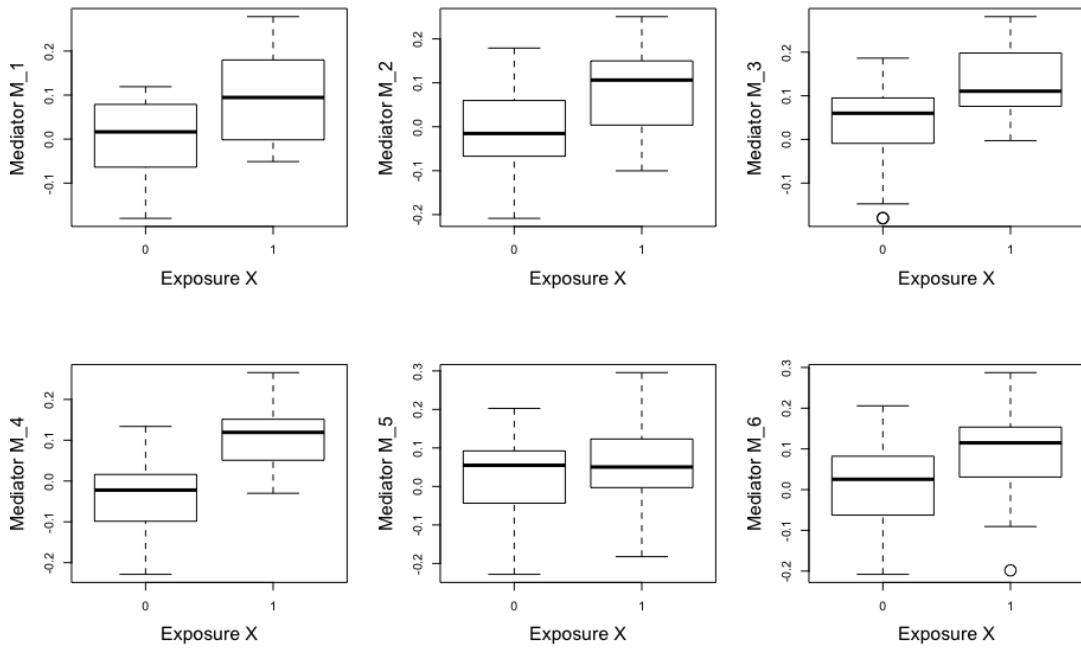 Mediator M_1
-0.1 0.0 0.1 0.2
0 1
Exposure X
Mediator M_2
-0.2 -0.1 0.0 0.1 0.2
0 1
Exposure X
Mediator M_3
-0.1 0.0 0.1 0.2
0 1
Exposure X
Mediator M_4
-0.2 -0.1 0.0 0.1 0.2
0 1
Exposure X
Mediator M_5
-0.2 -0.1 0.0 0.1 0.2 0.3
0 1
Exposure X
Mediator M_6
-0.2 -0.1 0.0 0.1 0.2 0.3
0 1
Exposure X